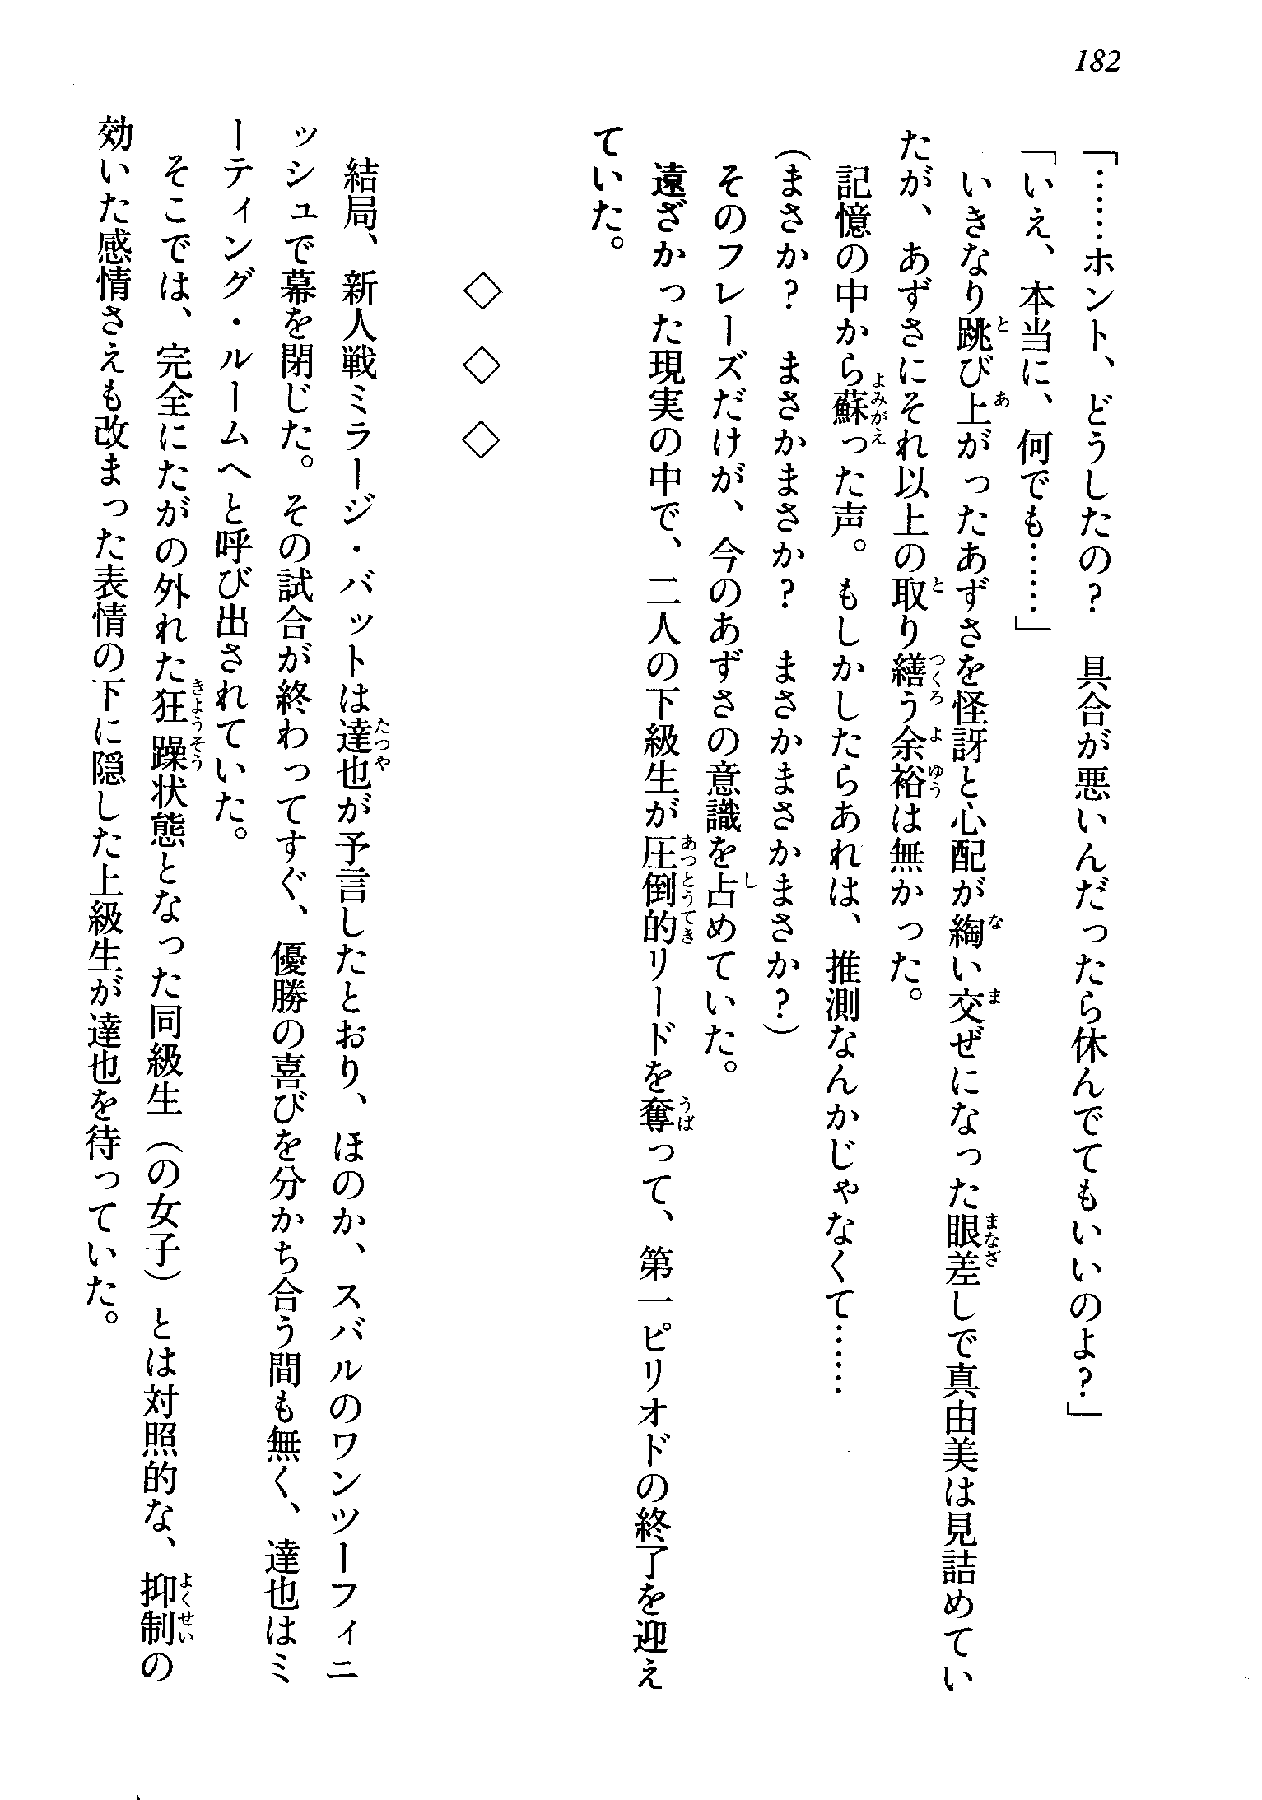 182
「……ホント、どうしたの？　具合が悪いんだったら休んでてもいいのよ？」
「いえ、本当に、何でも……」
　いきなり跳び上がったあずさを怪訝と心配が綯い交ぜになった眼差しで真由美は見詰めてい
たが、あずさにそれ以上の取り繕う余裕は無かった。
　記憶の中から蘇った声。もしかしたらあれは、推測なんかじゃなくて……
（まさか？　まさかまさか？　まさかまさかまさか？）
　そのフレーズだけが、今のあずさの意識を占めていた。
　遠ざかった現実の中で、二人の下級生が圧倒的リードを奪って、第一ピリオドの終了を迎え
ていた。
◇　◇　◇
　結局、新人戦ミラージ・バットは達也が予言したとおり、ほのか、スバルのワンツーフィニ
ッシュで幕を閉じた。その試合が終わってすぐ、優勝の喜びを分かち合う間も無く、達也はミ
ーティング・ルームへと呼び出されていた。
　そこでは、完全にたがの外れた狂躁状態となった同級生（の女子）とは対照的な、抑制の
効いた感情さえも改まった表情の下に隠した上級生が達也を待っていた。